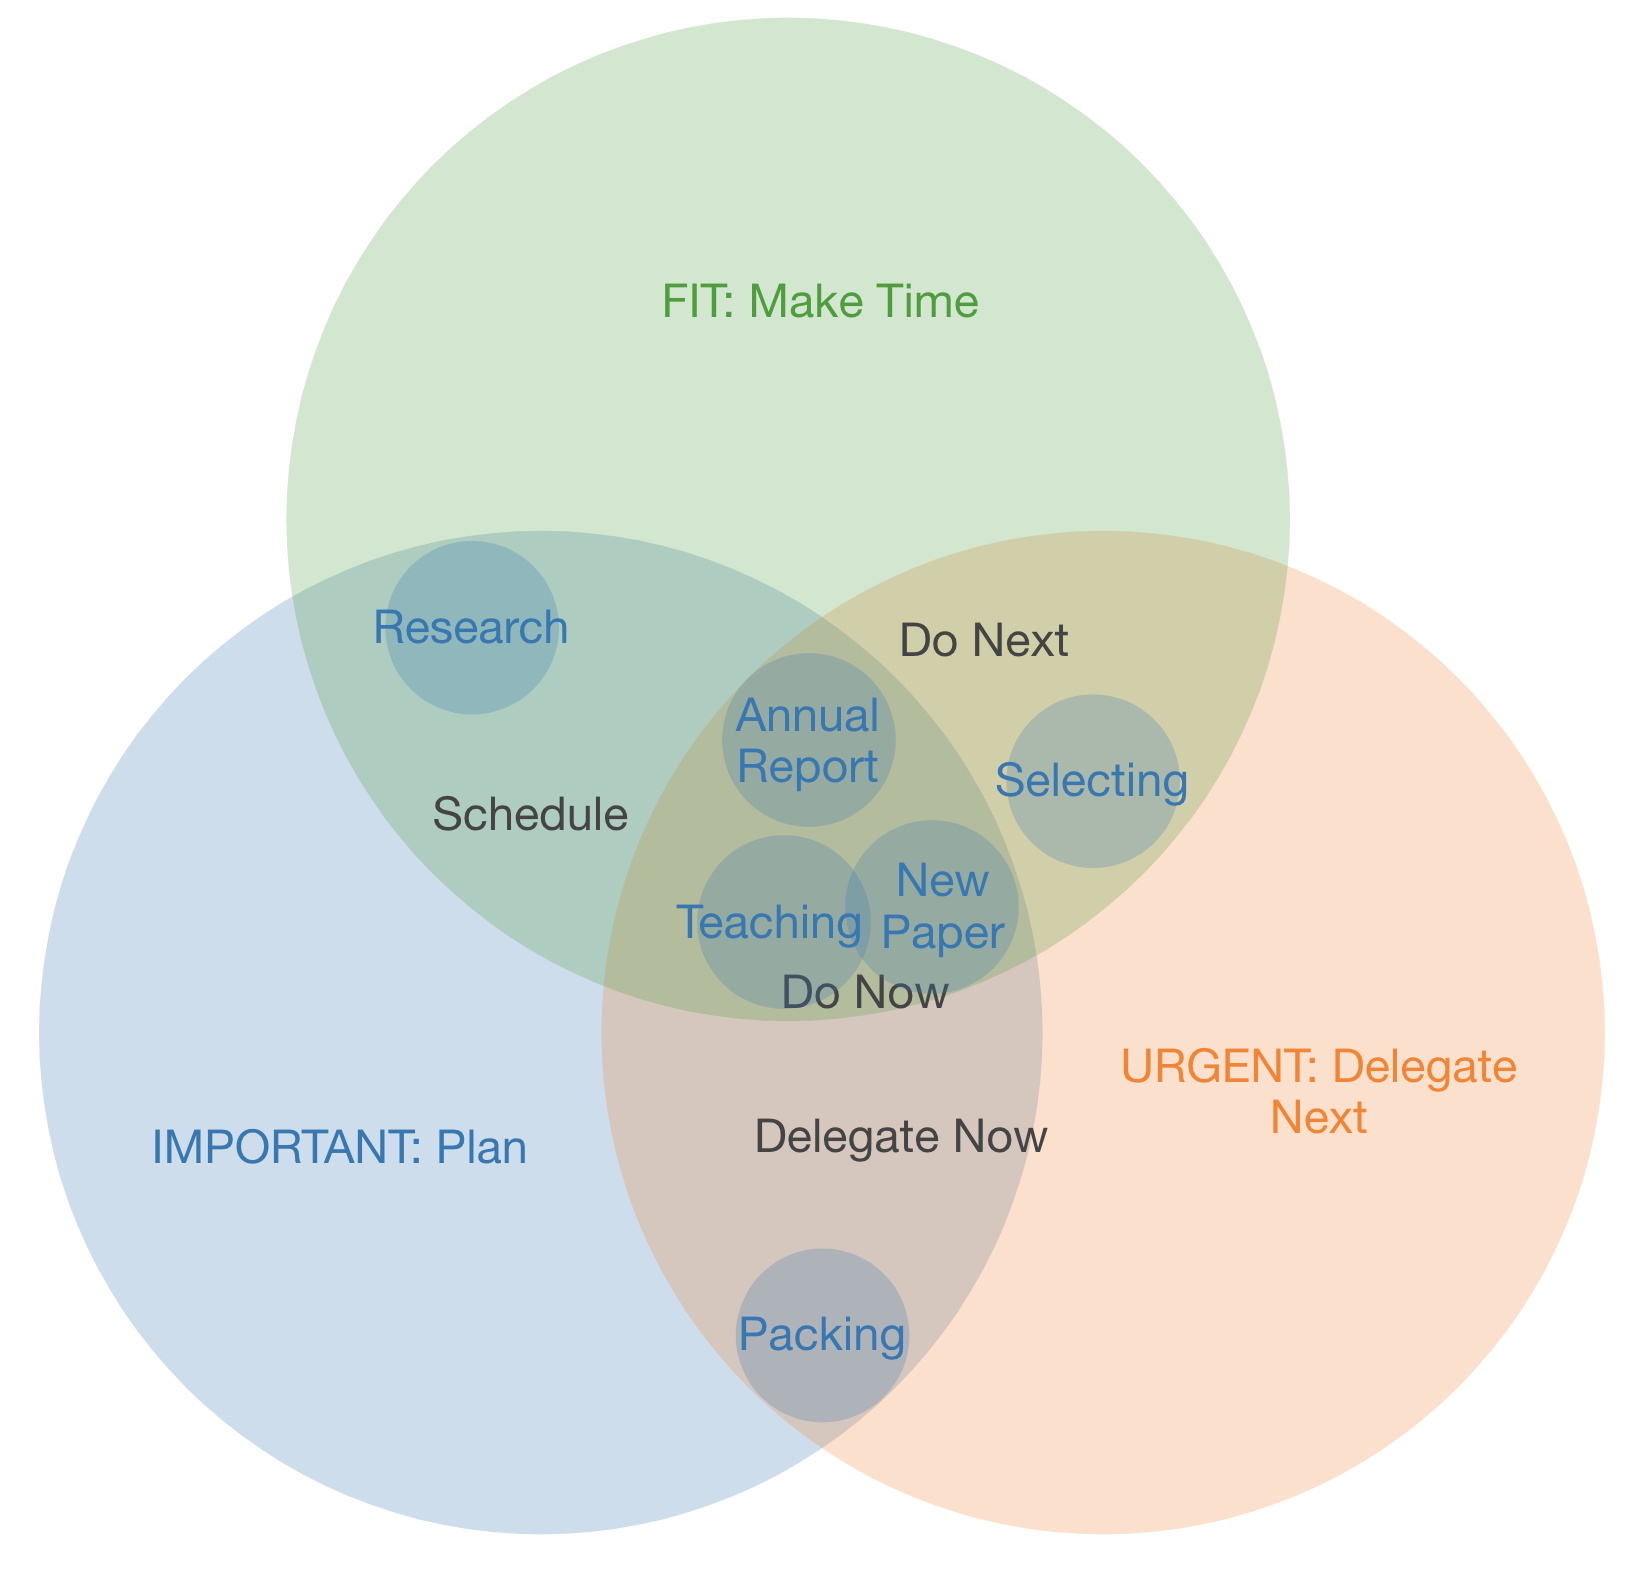 FIT: Make Time
Research
Do Next
Annual
Report
Selecting
Schedule
New
Paper
Teaching
Do Now
URGENT: Delegate
Next
Delegate Now
IMPORTANT: Plan
Packing